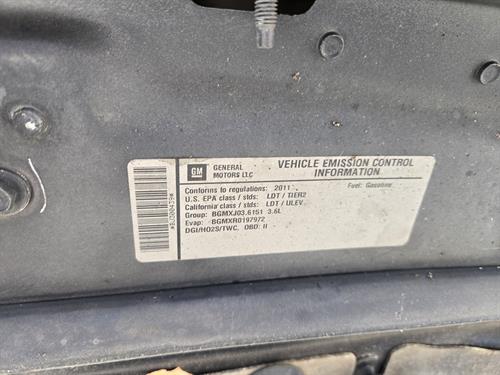 GM
GENERAL
MOTORS LLC
VEHICLE EMISSION CONTROL
INFORMATION
Conforms to regulations: 2011
Fuel: Gasoline
U.S. EPA class / stds: LDT / TIER2
California class / stds: LDT / ULEV
Group: BGMXJ03.6151 3.6L
Evap: BGMXR0197972
DGI/HO2S/TWC, OBD: II